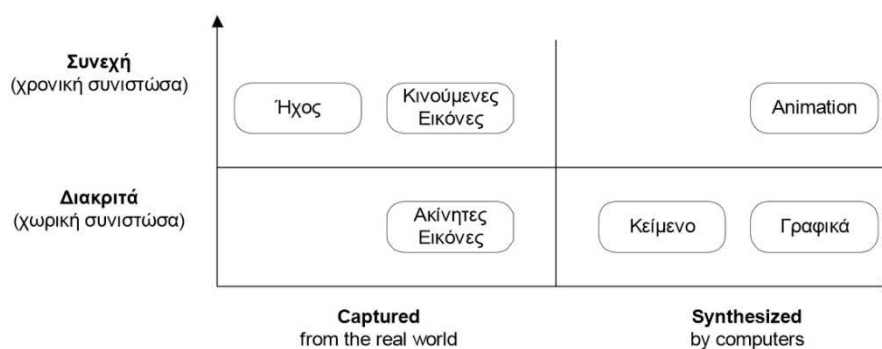 Συνεχή
(χρονική συνιστώσα)
Ήχος
Κινούμενες
Εικόνες
Animation
Διακριτά
(χωρική συνιστώσα)
Ακίνητες
Εικόνες
Κείμενο
Γραφικά
Captured
from the real world
Synthesized
by computers